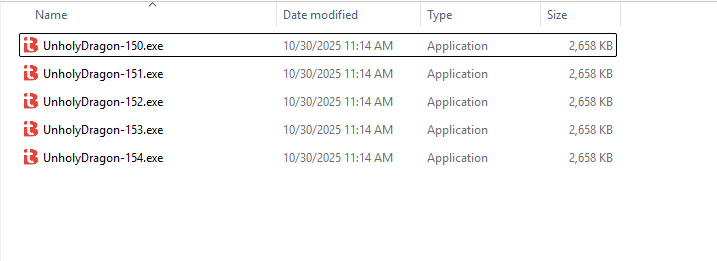 Name Date modified Type Size
UnholyDragon-150.exe 10/30/2025 11:14 AM Application 2,658 KB
UnholyDragon-151.exe 10/30/2025 11:14 AM Application 2,658 KB
UnholyDragon-152.exe 10/30/2025 11:14 AM Application 2,658 KB
UnholyDragon-153.exe 10/30/2025 11:14 AM Application 2,658 KB
UnholyDragon-154.exe 10/30/2025 11:14 AM Application 2,658 KB